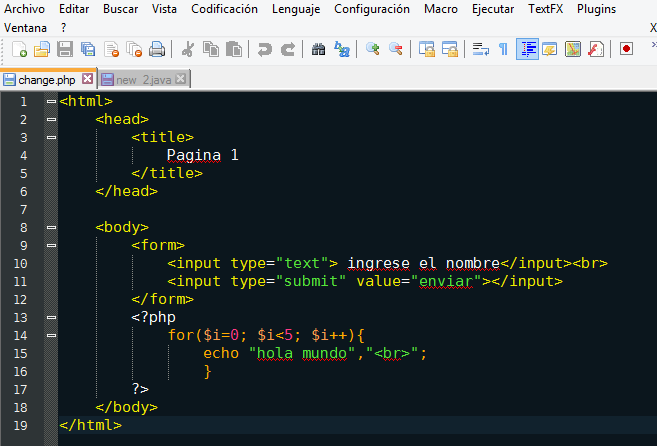 Archivo Editar Buscar Vista Codificación Lenguaje Configuración Macro Ejecutar TextFX Plugins
Ventana ? X
change.php new 2.java
1 <html>
2 <head>
3 <title>
4 Pagina 1
5 </title>
6 </head>
7
8 <body>
9 <form>
10 <input type="text"> ingrese el nombre</input><br>
11 <input type="submit" value="enviar"></input>
12 </form>
13 <?php
14 for($i=0; $i<5; $i++){
15 echo "hola mundo","<br>";
16 }
17 ?>
18 </body>
19 </html>